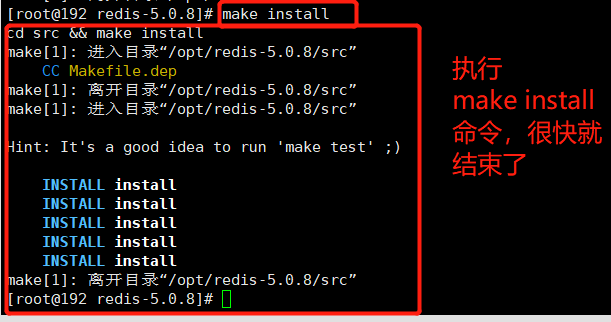 [root@192 redis-5.0.8]# make install
cd src && make install
make[1]: 进入目录“/opt/redis-5.0.8/src”
    CC Makefile.dep
make[1]: 离开目录“/opt/redis-5.0.8/src”
make[1]: 进入目录“/opt/redis-5.0.8/src”

Hint: It's a good idea to run 'make test' ;)

    INSTALL install
    INSTALL install
    INSTALL install
    INSTALL install
    INSTALL install
make[1]: 离开目录“/opt/redis-5.0.8/src”
[root@192 redis-5.0.8]#
执行
make install
命令，很快就
结束了